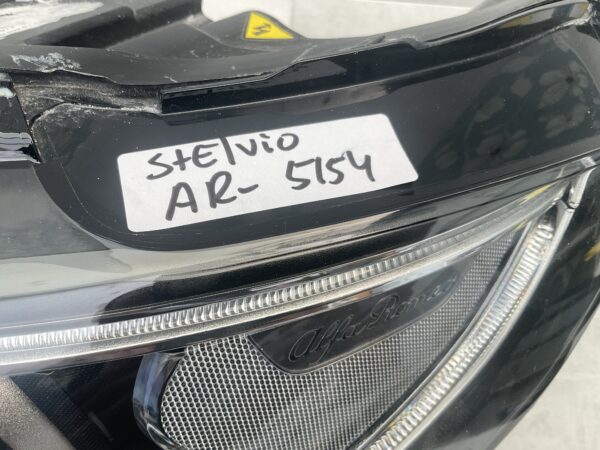 StElvio
AR- 5154
Alfa Romeo